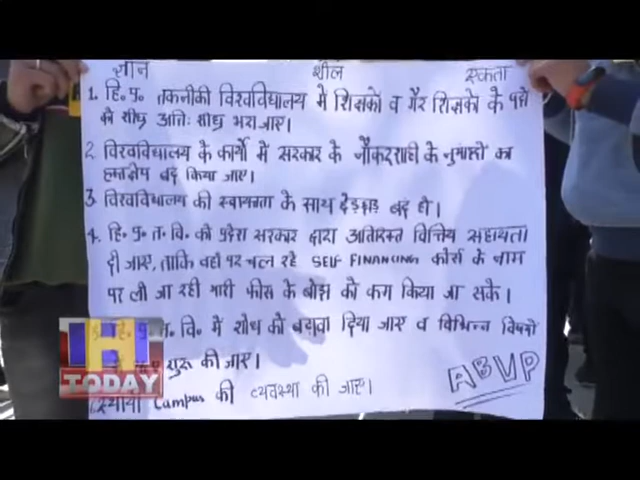 ज्ञान शील एकता
1. हि. प्र. तकनीकी विश्वविद्यालय में शिक्षकों व गैर शिक्षकों के पदों
को शीघ्र अति: शीघ्र भरा जाए।
2. विश्वविद्यालय के कार्यों में सरकार के नौकरशाही के नुमाइंदों का
हस्तक्षेप बंद किया जाए।
3. विश्वविद्यालय की स्वायत्तता के साथ छेड़छाड़ बंद हो।
4. हि. प्र. त. वि. को प्रदेश सरकार द्वारा अतिरिक्त वित्तिय सहायता
दी जाए, ताकि वहाँ पर चल रहे SELF FINANCING कोर्स के नाम
पर ली जा रही भारी फीस के बोझ को कम किया जा सके।
प्र. त. वि. में शोध को बढ़ावा दिया जाए व विभिन्न विषयों
शुरू की जाए।
स्थायी Campus की व्यवस्था की जाए।
ABVP
H
TODAY